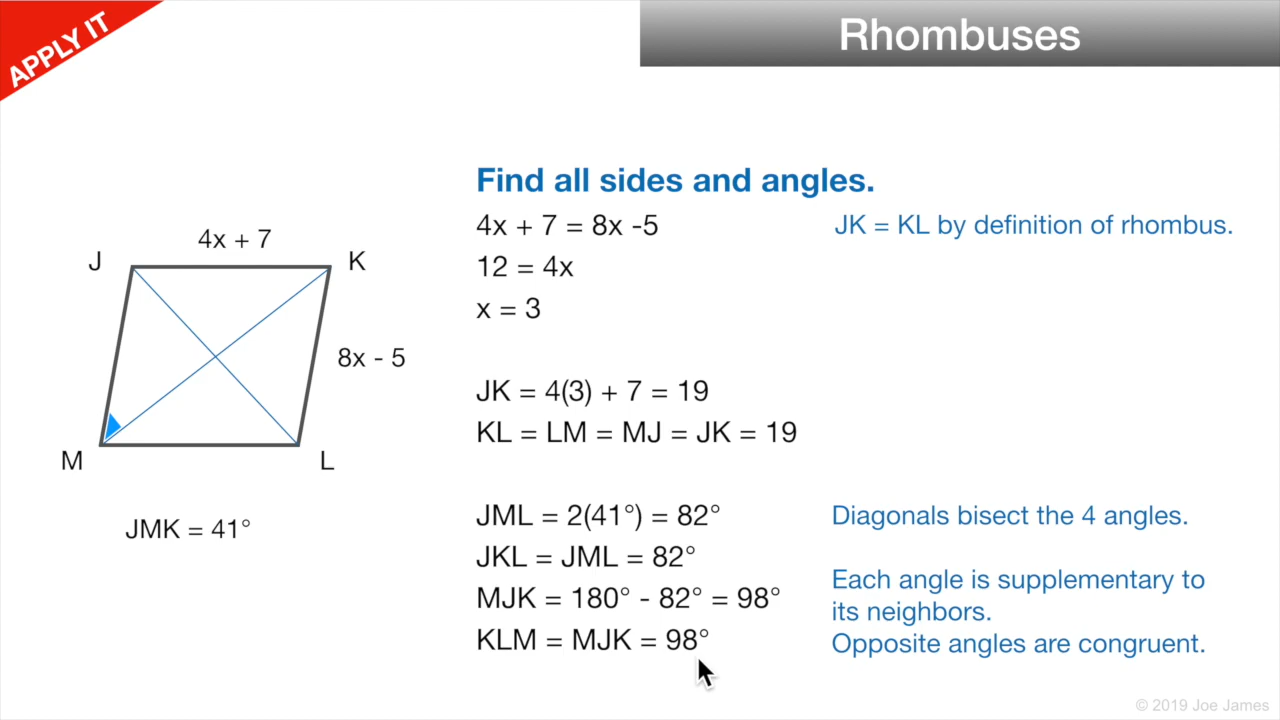 APPLY IT
Rhombuses
Find all sides and angles.
4x + 7 = 8x -5
JK = KL by definition of rhombus.
12 = 4x
x = 3
J
4x + 7
K
8x - 5
M
L
JMK = 41°
JK = 4(3) + 7 = 19
KL = LM = MJ = JK = 19
JML = 2(41°) = 82°
Diagonals bisect the 4 angles.
JKL = JML = 82°
MJK = 180° - 82° = 98°
Each angle is supplementary to
its neighbors.
KLM = MJK = 98°
Opposite angles are congruent.
© 2019 Joe James